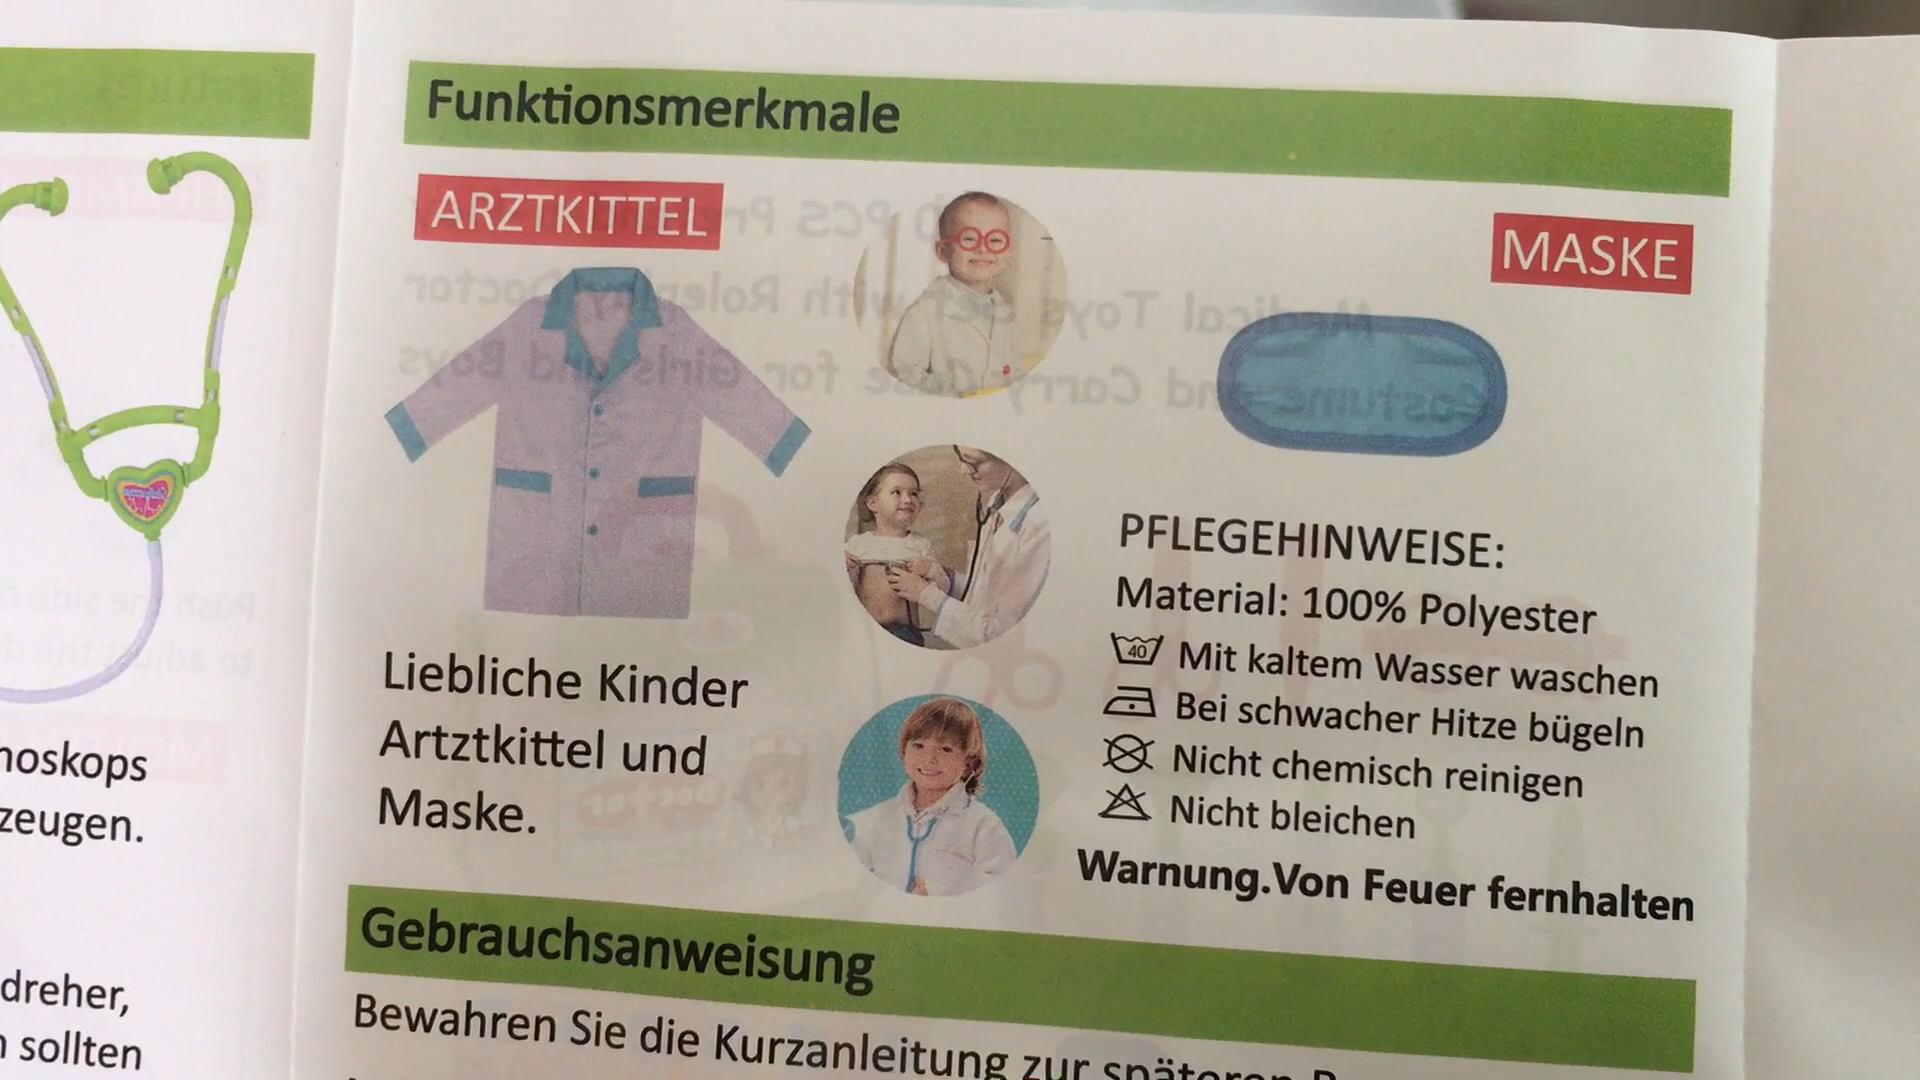 Funktionsmerkmale
ARZTKITTEL
MASKE
Liebliche Kinder
Artztkittel und
Maske.
PFLEGEHINWEISE:
Material: 100% Polyester
40 Mit kaltem Wasser waschen
Bei schwacher Hitze bügeln
Nicht chemisch reinigen
Nicht bleichen
Warnung.Von Feuer fernhalten
Gebrauchsanweisung
Bewahren Sie die Kurzanleitung zur späteren
hoskops
zeugen.
dreher,
sollten